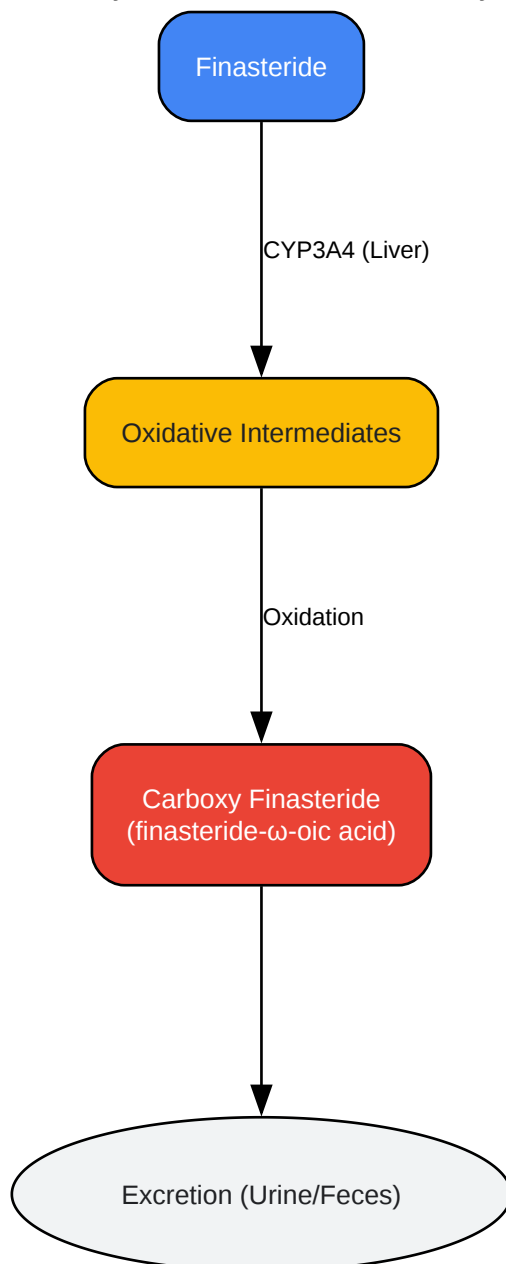 Finasteride
CYP3A4 (Liver)
Oxidative Intermediates
Oxidation
Carboxy Finasteride
(finasteride-ω-oic acid)
Excretion (Urine/Feces)